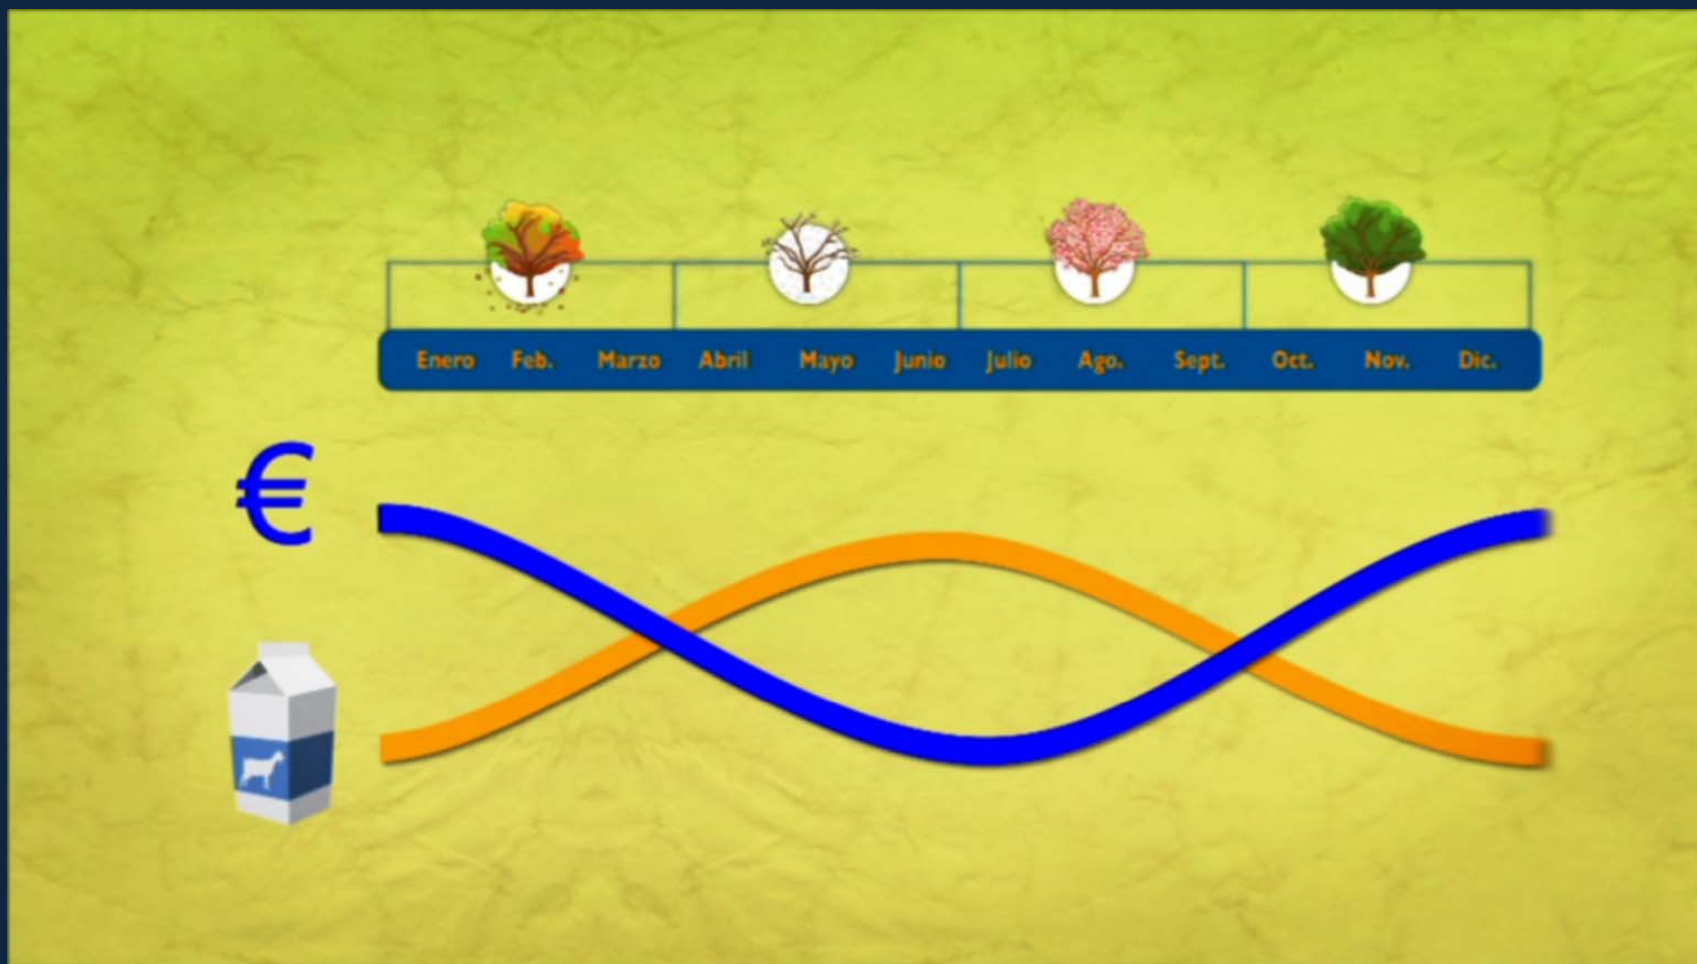 Enero Feb. Marzo Abril Mayo Junio Julio Ago. Sept. Oct. Nov. Dic.
€